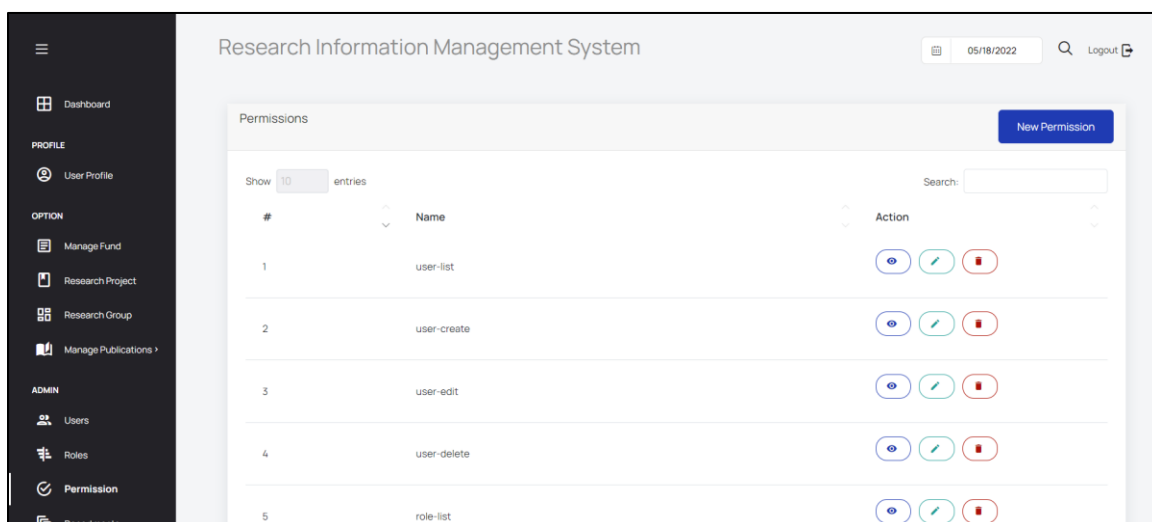 Research Information Management System
05/18/2022
Logout
Dashboard
PROFILE
User Profile
OPTION
Manage Fund
Research Project
Research Group
Manage Publications >
ADMIN
Users
Roles
Permission
Permissions
New Permission
Show 10 entries
Search:
# Name Action
1 user-list
2 user-create
3 user-edit
4 user-delete
5 role-list